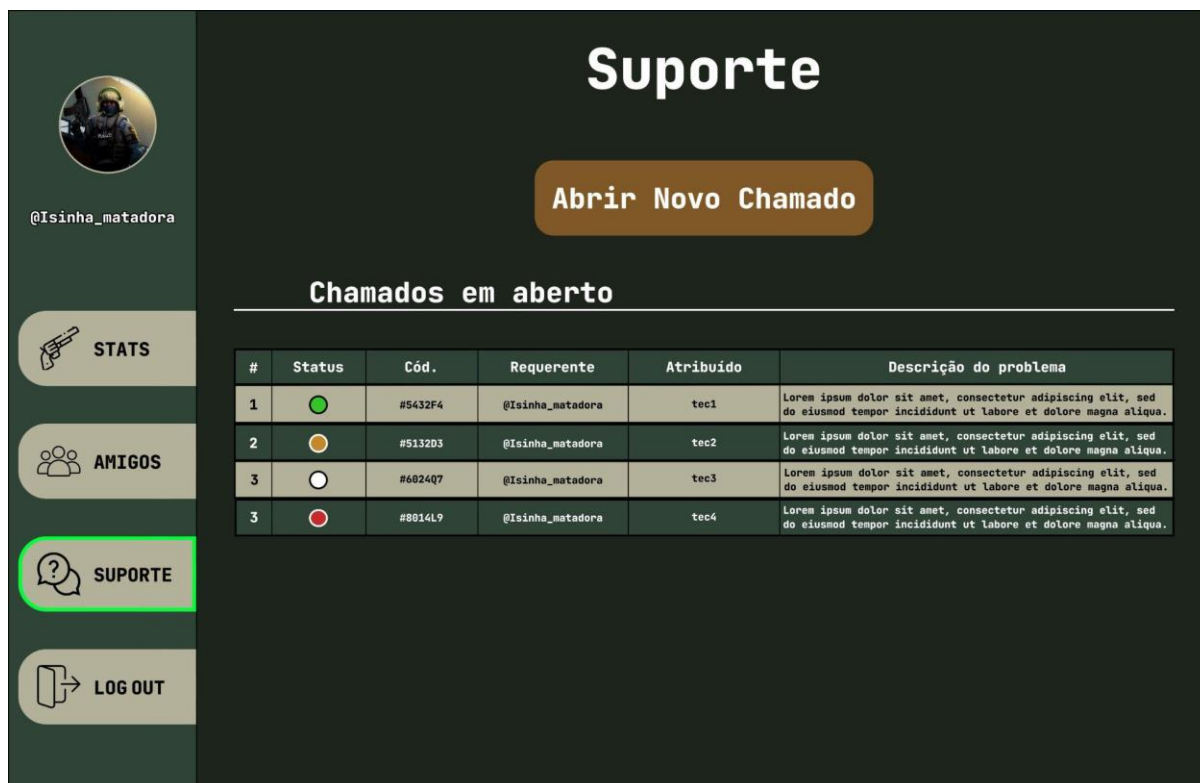 Suporte
Abrir Novo Chamado
@Isinha_matadora
Chamados em aberto
STATS
AMIGOS
SUPORTE
LOG OUT
# Status Cód. Requerente Atribuído Descrição do problema
1 #5432F4 @Isinha_matadora tec1 Lorem ipsum dolor sit amet, consectetur adipiscing elit, sed
do eiusmod tempor incididunt ut labore et dolore magna aliqua.
2 #5132D3 @Isinha_matadora tec2 Lorem ipsum dolor sit amet, consectetur adipiscing elit, sed
do eiusmod tempor incididunt ut labore et dolore magna aliqua.
3 #6024Q7 @Isinha_matadora tec3 Lorem ipsum dolor sit amet, consectetur adipiscing elit, sed
do eiusmod tempor incididunt ut labore et dolore magna aliqua.
3 #8014L9 @Isinha_matadora tec4 Lorem ipsum dolor sit amet, consectetur adipiscing elit, sed
do eiusmod tempor incididunt ut labore et dolore magna aliqua.